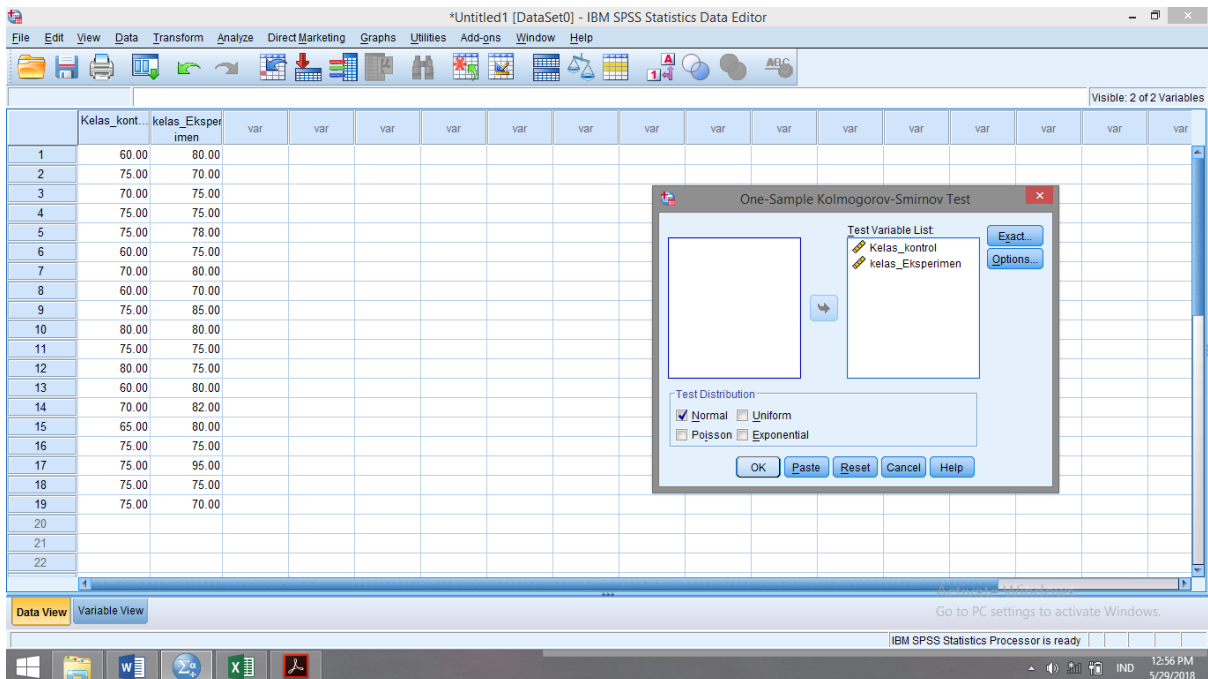 *Untitled1 [DataSet0] - IBM SPSS Statistics Data Editor
File Edit View Data Transform Analyze Direct Marketing Graphs Utilities Add-ons Window Help
Visible: 2 of 2 Variables
Kelas_kont... kelas_Eksperimen var var var var var var var var var var var var var var var
1 60.00 80.00
2 75.00 70.00
3 70.00 75.00
4 75.00 75.00
5 75.00 78.00
6 60.00 75.00
7 70.00 80.00
8 60.00 70.00
9 75.00 85.00
10 80.00 80.00
11 75.00 75.00
12 80.00 75.00
13 60.00 80.00
14 70.00 82.00
15 65.00 80.00
16 75.00 75.00
17 75.00 95.00
18 75.00 75.00
19 75.00 70.00
20
21
22
One-Sample Kolmogorov-Smirnov Test
Test Variable List:
Kelas_kontrol
kelas_Eksperimen
Exact...
Options...
Test Distribution
Normal Uniform
Poisson Exponential
OK Paste Reset Cancel Help
Data View Variable View
Activate Windows
Go to PC settings to activate Windows.
IBM SPSS Statistics Processor is ready
IND
12:56 PM
5/29/2018